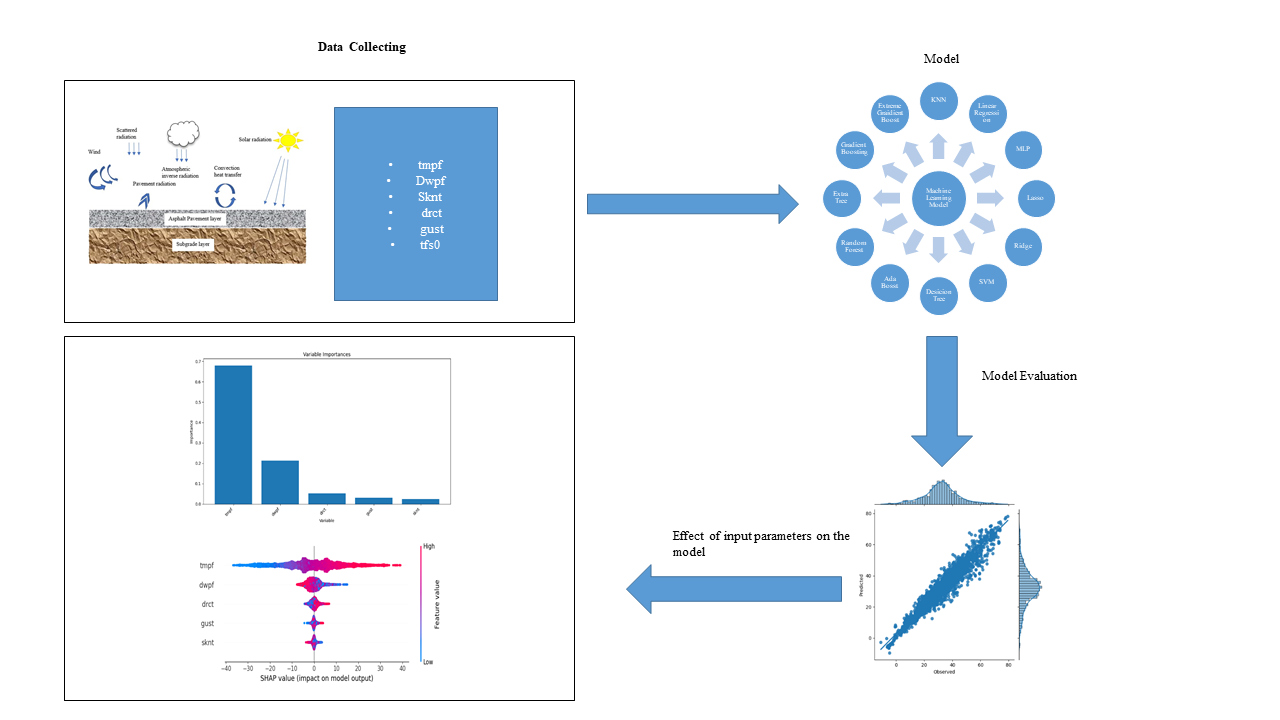 Data Collecting
Scattered
radiation
Wind
Atmospheric
inverse radiation
Pavement radiation
Solar radiation
Convection
heat transfer
Asphalt Pavement layer
Subgrade layer
• tmpf
• Dwpf
• Sknt
• drct
• gust
• tfs0
Model
KNN
Linear
Regressi
on
MLP
Lasso
Ridge
SVM
Desicion
Tree
Ada
Boost
Random
Forest
Extra
Tree
Gradient
Boosting
Extreme
Gradient
Boost
Machine
Learning
Model
Model Evaluation
Predicted
80
60
40
20
0
0 20 40 60 80
Observed
Effect of input parameters on the
model
Variable Importances
Importance
0.7
0.6
0.5
0.4
0.3
0.2
0.1
0.0
tmpf dwpf drct gust sknt
Variable
tmpf
dwpf
drct
gust
sknt
−40 −30 −20 −10 0 10 20 30 40
SHAP value (impact on model output)
High
Feature value
Low